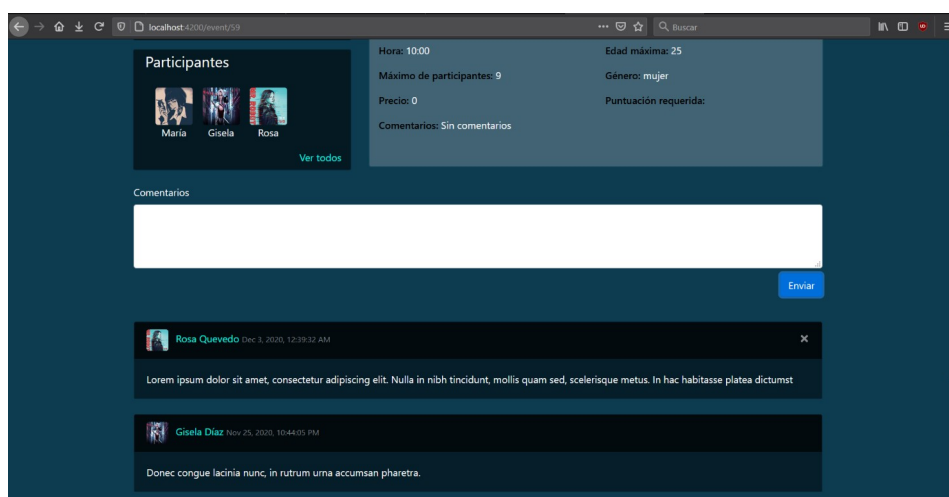 localhost:4200/event/59
Buscar
Participantes
María Gisela Rosa
Ver todos
Hora: 10:00
Edad máxima: 25
Máximo de participantes: 9
Género: mujer
Precio: 0
Puntuación requerida:
Comentarios: Sin comentarios
Comentarios
Enviar
Rosa Quevedo Dec 3, 2020, 12:39:32 AM
Lorem ipsum dolor sit amet, consectetur adipiscing elit. Nulla in nibh tincidunt, mollis quam sed, scelerisque metus. In hac habitasse platea dictumst
Gisela Díaz Nov 25, 2020, 10:44:05 PM
Donec congue lacinia nunc, in rutrum urna accumsan pharetra.